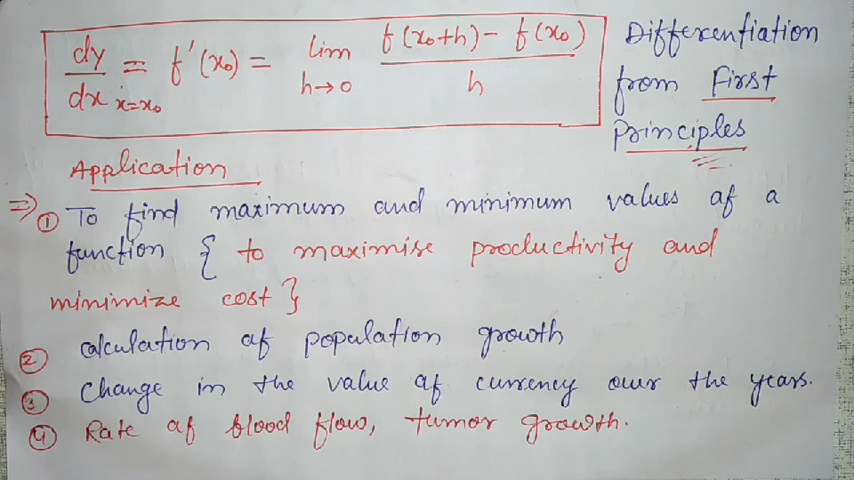 dy/dx x=x₀ = f'(x₀) = lim h→0 f(x₀+h) - f(x₀) / h
Differentiation
from First
Principles
Application
⇒ ① To find maximum and minimum values of a
function { to maximise productivity and
minimize cost }
② calculation of population growth
③ change in the value of currency over the years.
④ Rate of blood flow, tumor growth.